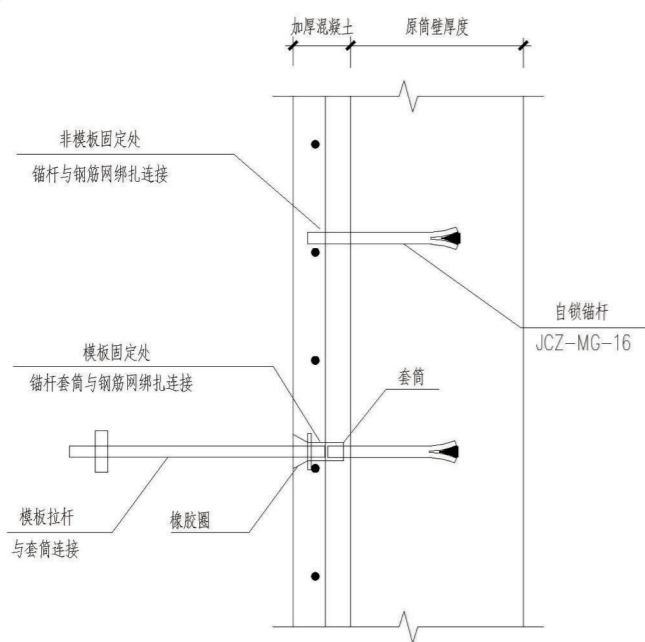 加厚混凝土
原筒壁厚度
非模板固定处
锚杆与钢筋网绑扎连接
自锁锚杆
JCZ-MG-16
模板固定处
锚杆套筒与钢筋网绑扎连接
套筒
模板拉杆
与套筒连接
橡胶圈